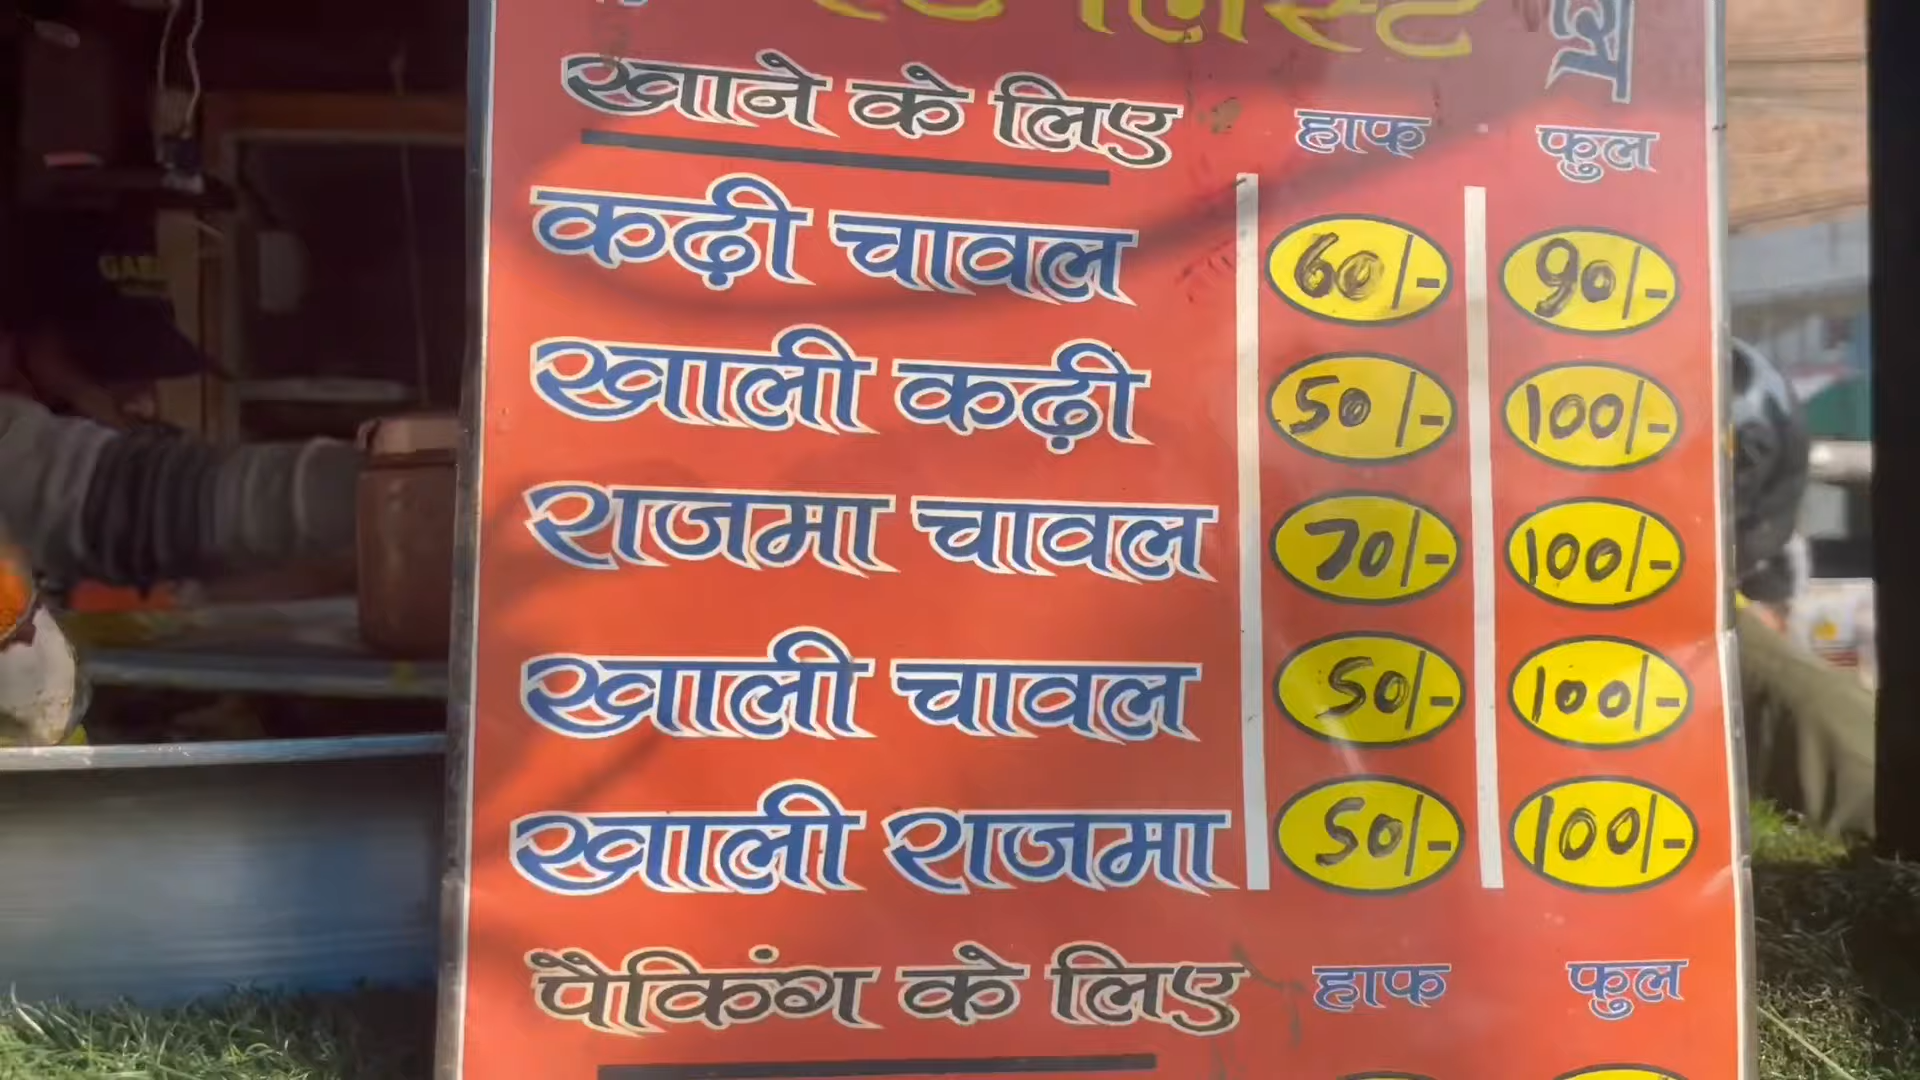 लिस्ट
खाने के लिए हाफ फुल
कढ़ी चावल 60/- 90/-
खाली कढ़ी 50/- 100/-
राजमा चावल 70/- 100/-
खाली चावल 50/- 100/-
खाली राजमा 50/- 100/-
पैकिंग के लिए हाफ फुल